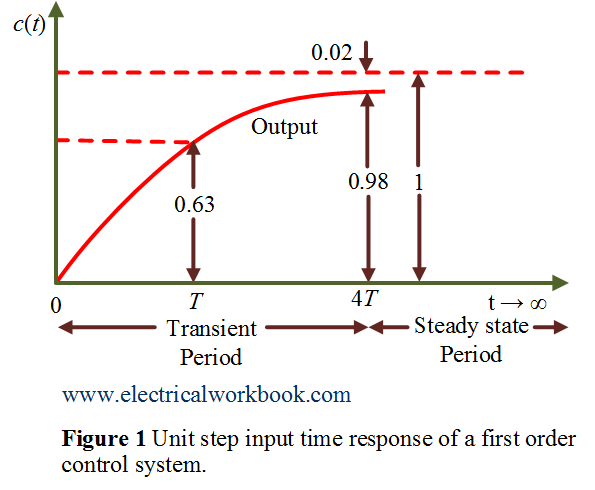 c(t)
0.02
Output
0.63
0.98
1
0
T
4T
t → ∞
Transient
Period
Steady state
Period
www.electricalworkbook.com
Figure 1 Unit step input time response of a first order
control system.